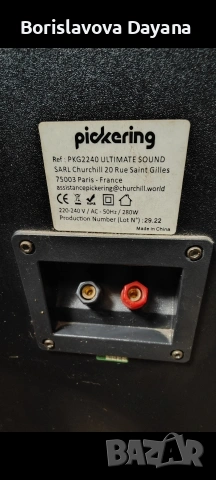 Borislavova Dayana
pickering
Ref : PKG2240 ULTIMATE SOUND
SARL Churchill 20 Rue Saint Gilles
75003 Paris - France
assistancepickering@churchill.world
220-240 V / AC - 50Hz / 280W
Production Number (Lot N°) : 29.22
Made in China
bazar.bg